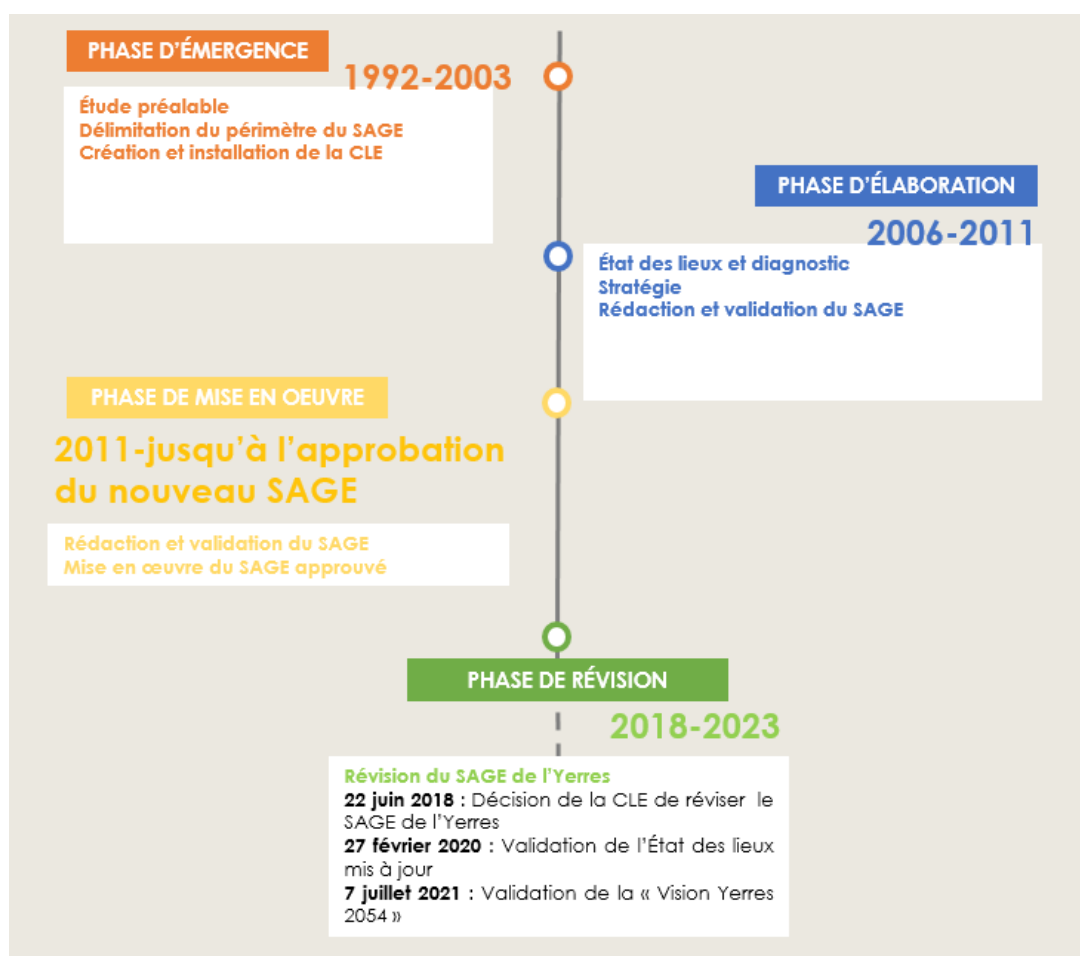 PHASE D'ÉMERGENCE
1992-2003
Étude préalable
Délimitation du périmètre du SAGE
Création et installation de la CLE
PHASE D'ÉLABORATION
2006-2011
État des lieux et diagnostic
Stratégie
Rédaction et validation du SAGE
PHASE DE MISE EN OEUVRE
2011-jusqu'à l'approbation
du nouveau SAGE
Rédaction et validation du SAGE
Mise en œuvre du SAGE approuvé
PHASE DE RÉVISION
2018-2023
Révision du SAGE de l'Yerres
22 juin 2018 : Décision de la CLE de réviser le
SAGE de l'Yerres
27 février 2020 : Validation de l'État des lieux
mis à jour
7 juillet 2021 : Validation de la « Vision Yerres
2054 »